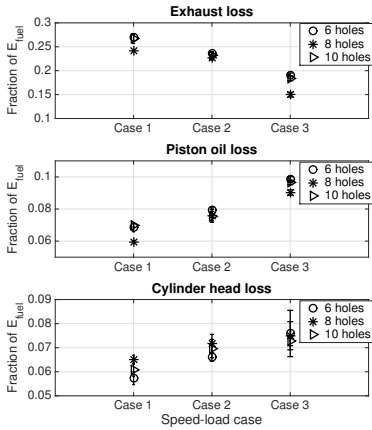 Exhaust loss
0.3
0.25
0.2
0.15
0.1
Fraction of E_fuel
6 holes
8 holes
10 holes
Case 1 Case 2 Case 3
Piston oil loss
0.1
0.08
0.06
Fraction of E_fuel
6 holes
8 holes
10 holes
Case 1 Case 2 Case 3
Cylinder head loss
0.09
0.08
0.07
0.06
0.05
Fraction of E_fuel
6 holes
8 holes
10 holes
Case 1 Case 2 Case 3
Speed-load case